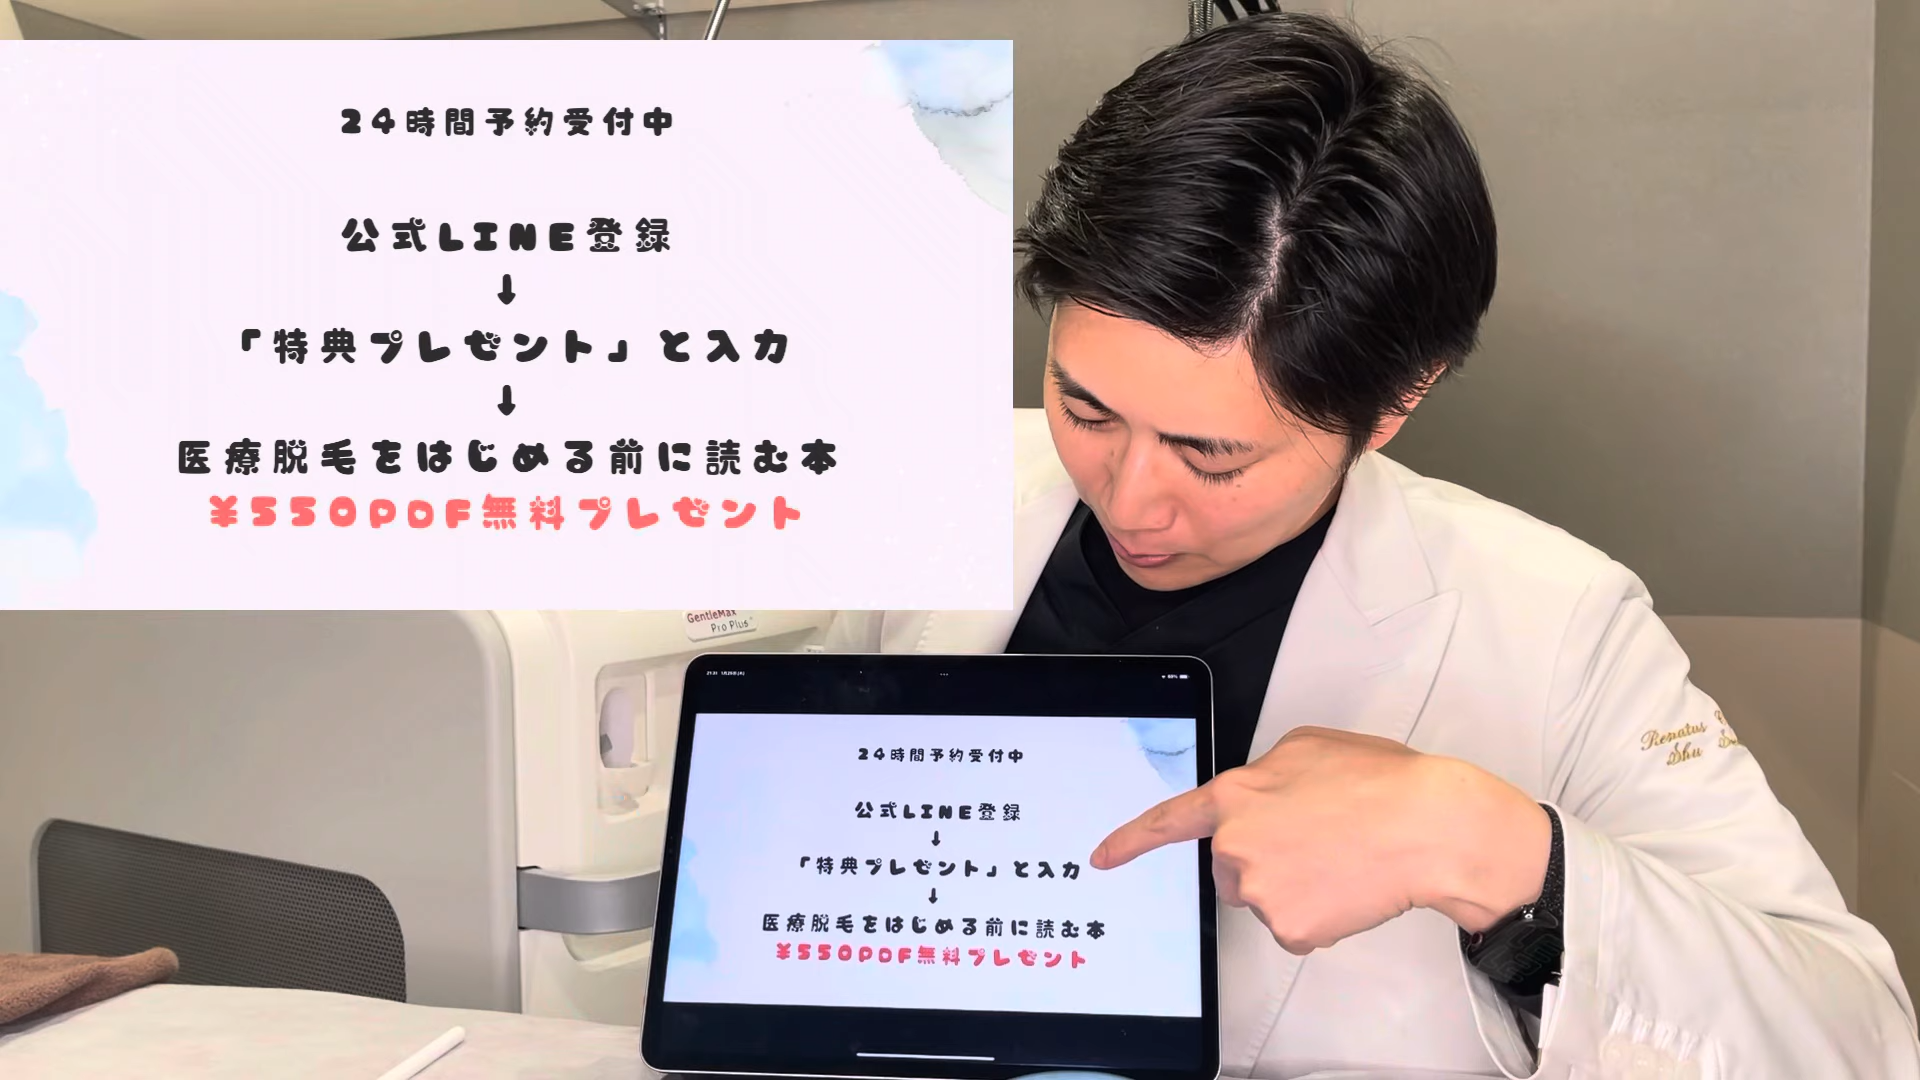 24時間予約受付中
公式LINE登録
↓
「特典プレゼント」と入力
↓
医療脱毛をはじめる前に読む本
¥550PDF無料プレゼント
GentleMax
Pro Plus
24時間予約受付中
公式LINE登録
↓
「特典プレゼント」と入力
↓
医療脱毛をはじめる前に読む本
¥550PDF無料プレゼント
Renatus
Shu